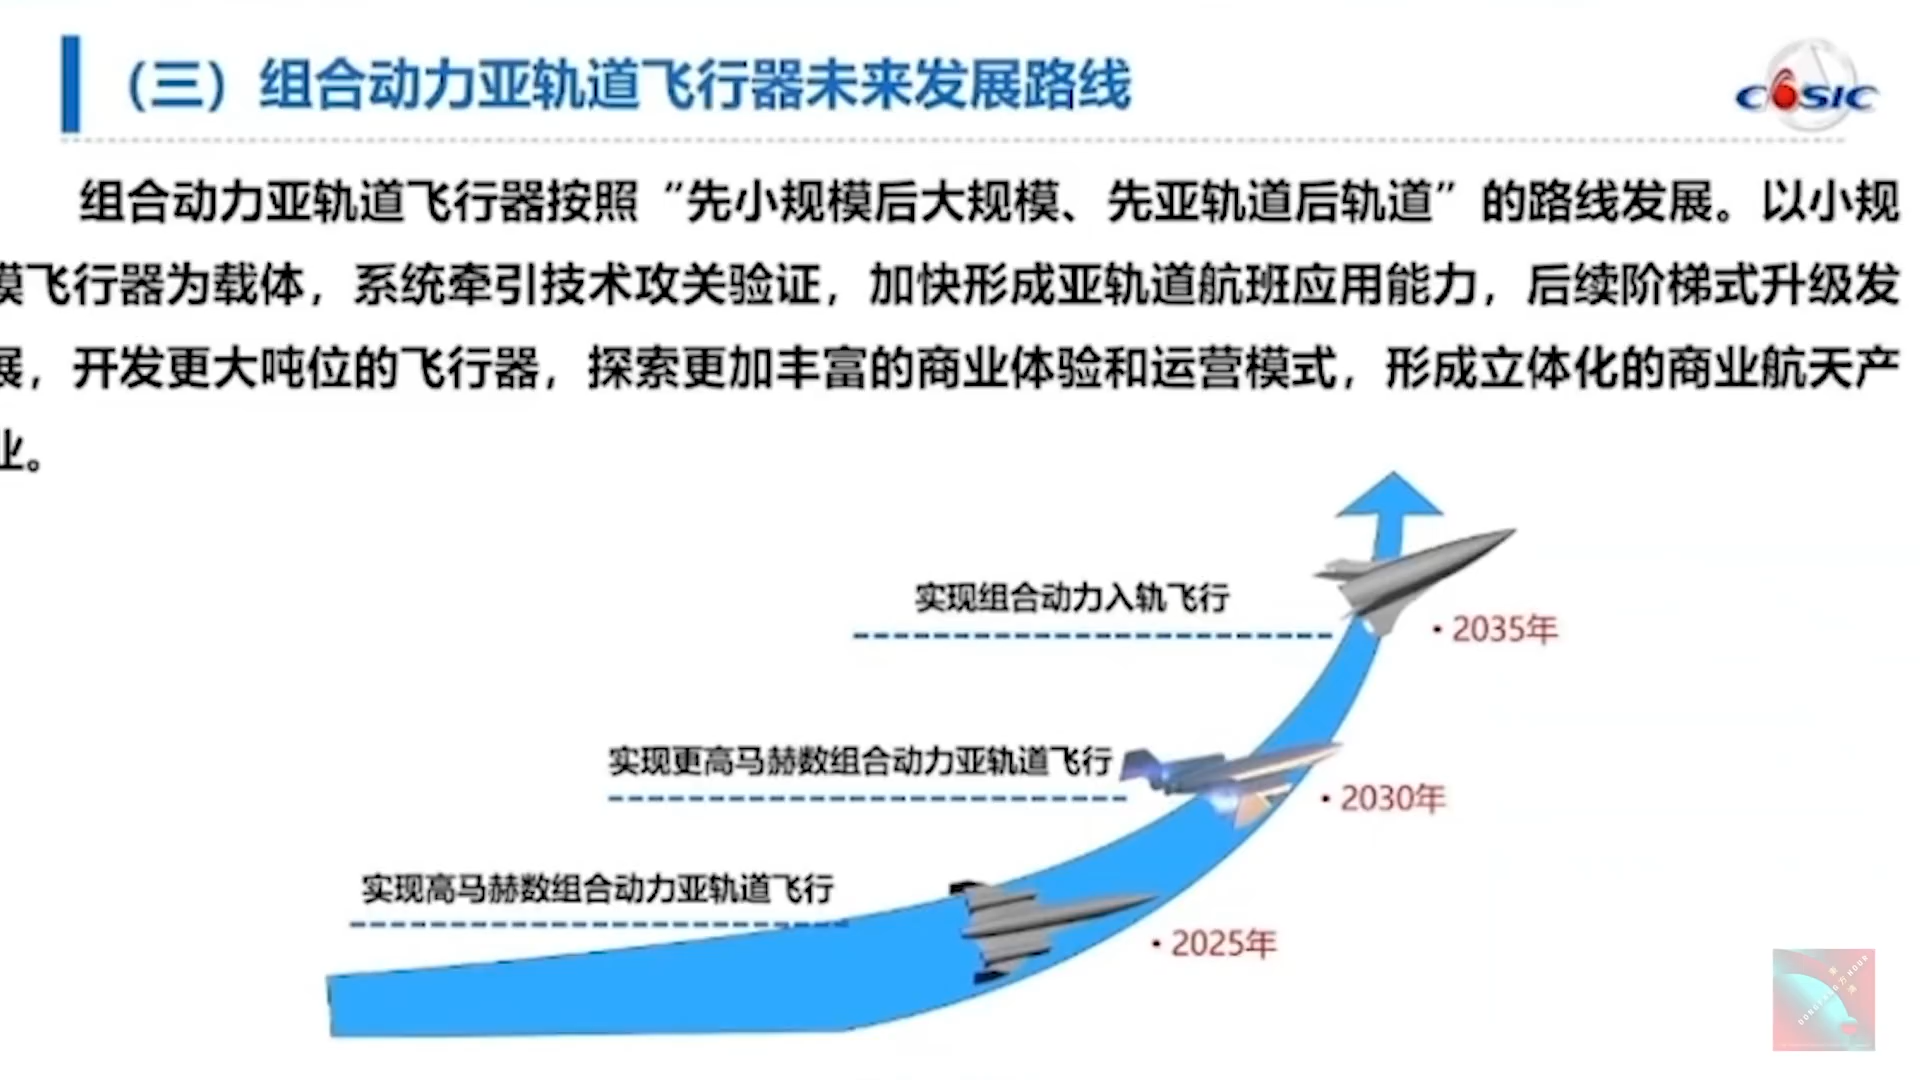 （三）组合动力亚轨道飞行器未来发展路线
CASIC
组合动力亚轨道飞行器按照“先小规模后大规模、先亚轨道后轨道”的路线发展。以小规
模飞行器为载体，系统牵引技术攻关验证，加快形成亚轨道航班应用能力，后续阶梯式升级发
展，开发更大吨位的飞行器，探索更加丰富的商业体验和运营模式，形成立体化的商业航天产
业。
实现组合动力入轨飞行
• 2035年
实现更高马赫数组合动力亚轨道飞行
• 2030年
实现高马赫数组合动力亚轨道飞行
• 2025年
DONGFANG HOUR
东方